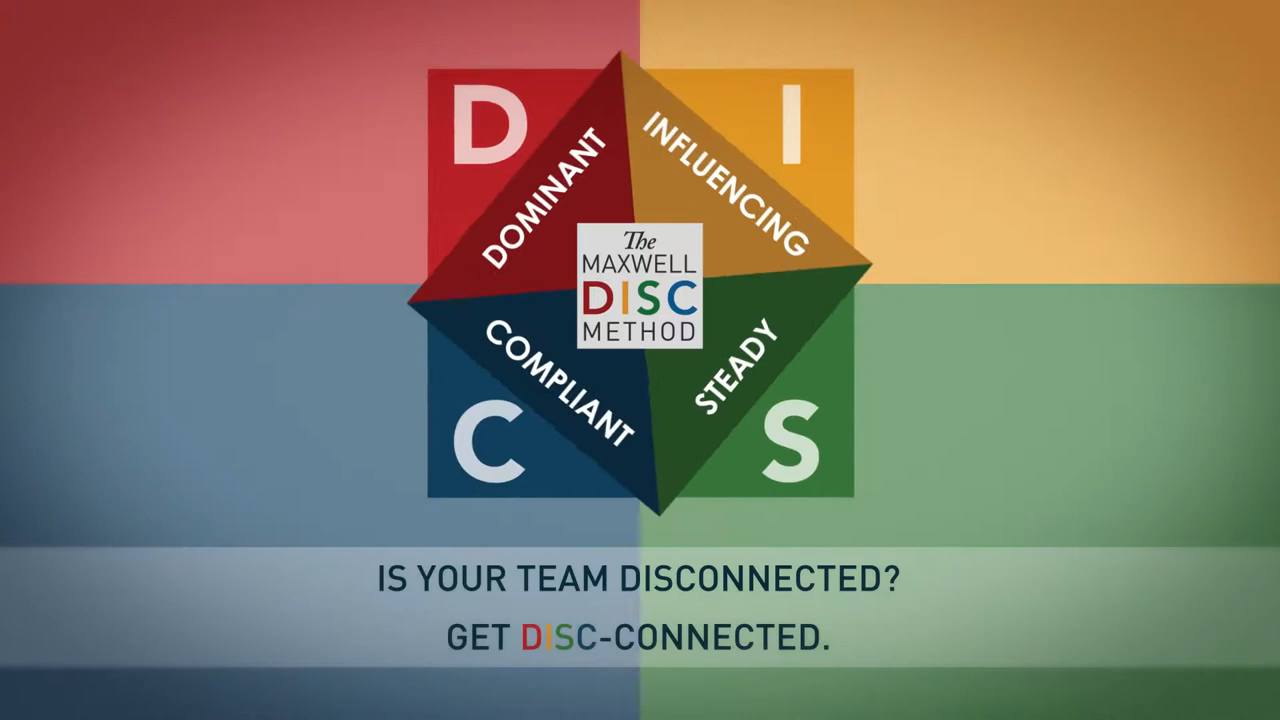 D
I
DOMINANT
INFLUENCING
The
MAXWELL
DISC
METHOD
COMPLIANT
STEADY
C
S
IS YOUR TEAM DISCONNECTED?
GET DISC-CONNECTED.